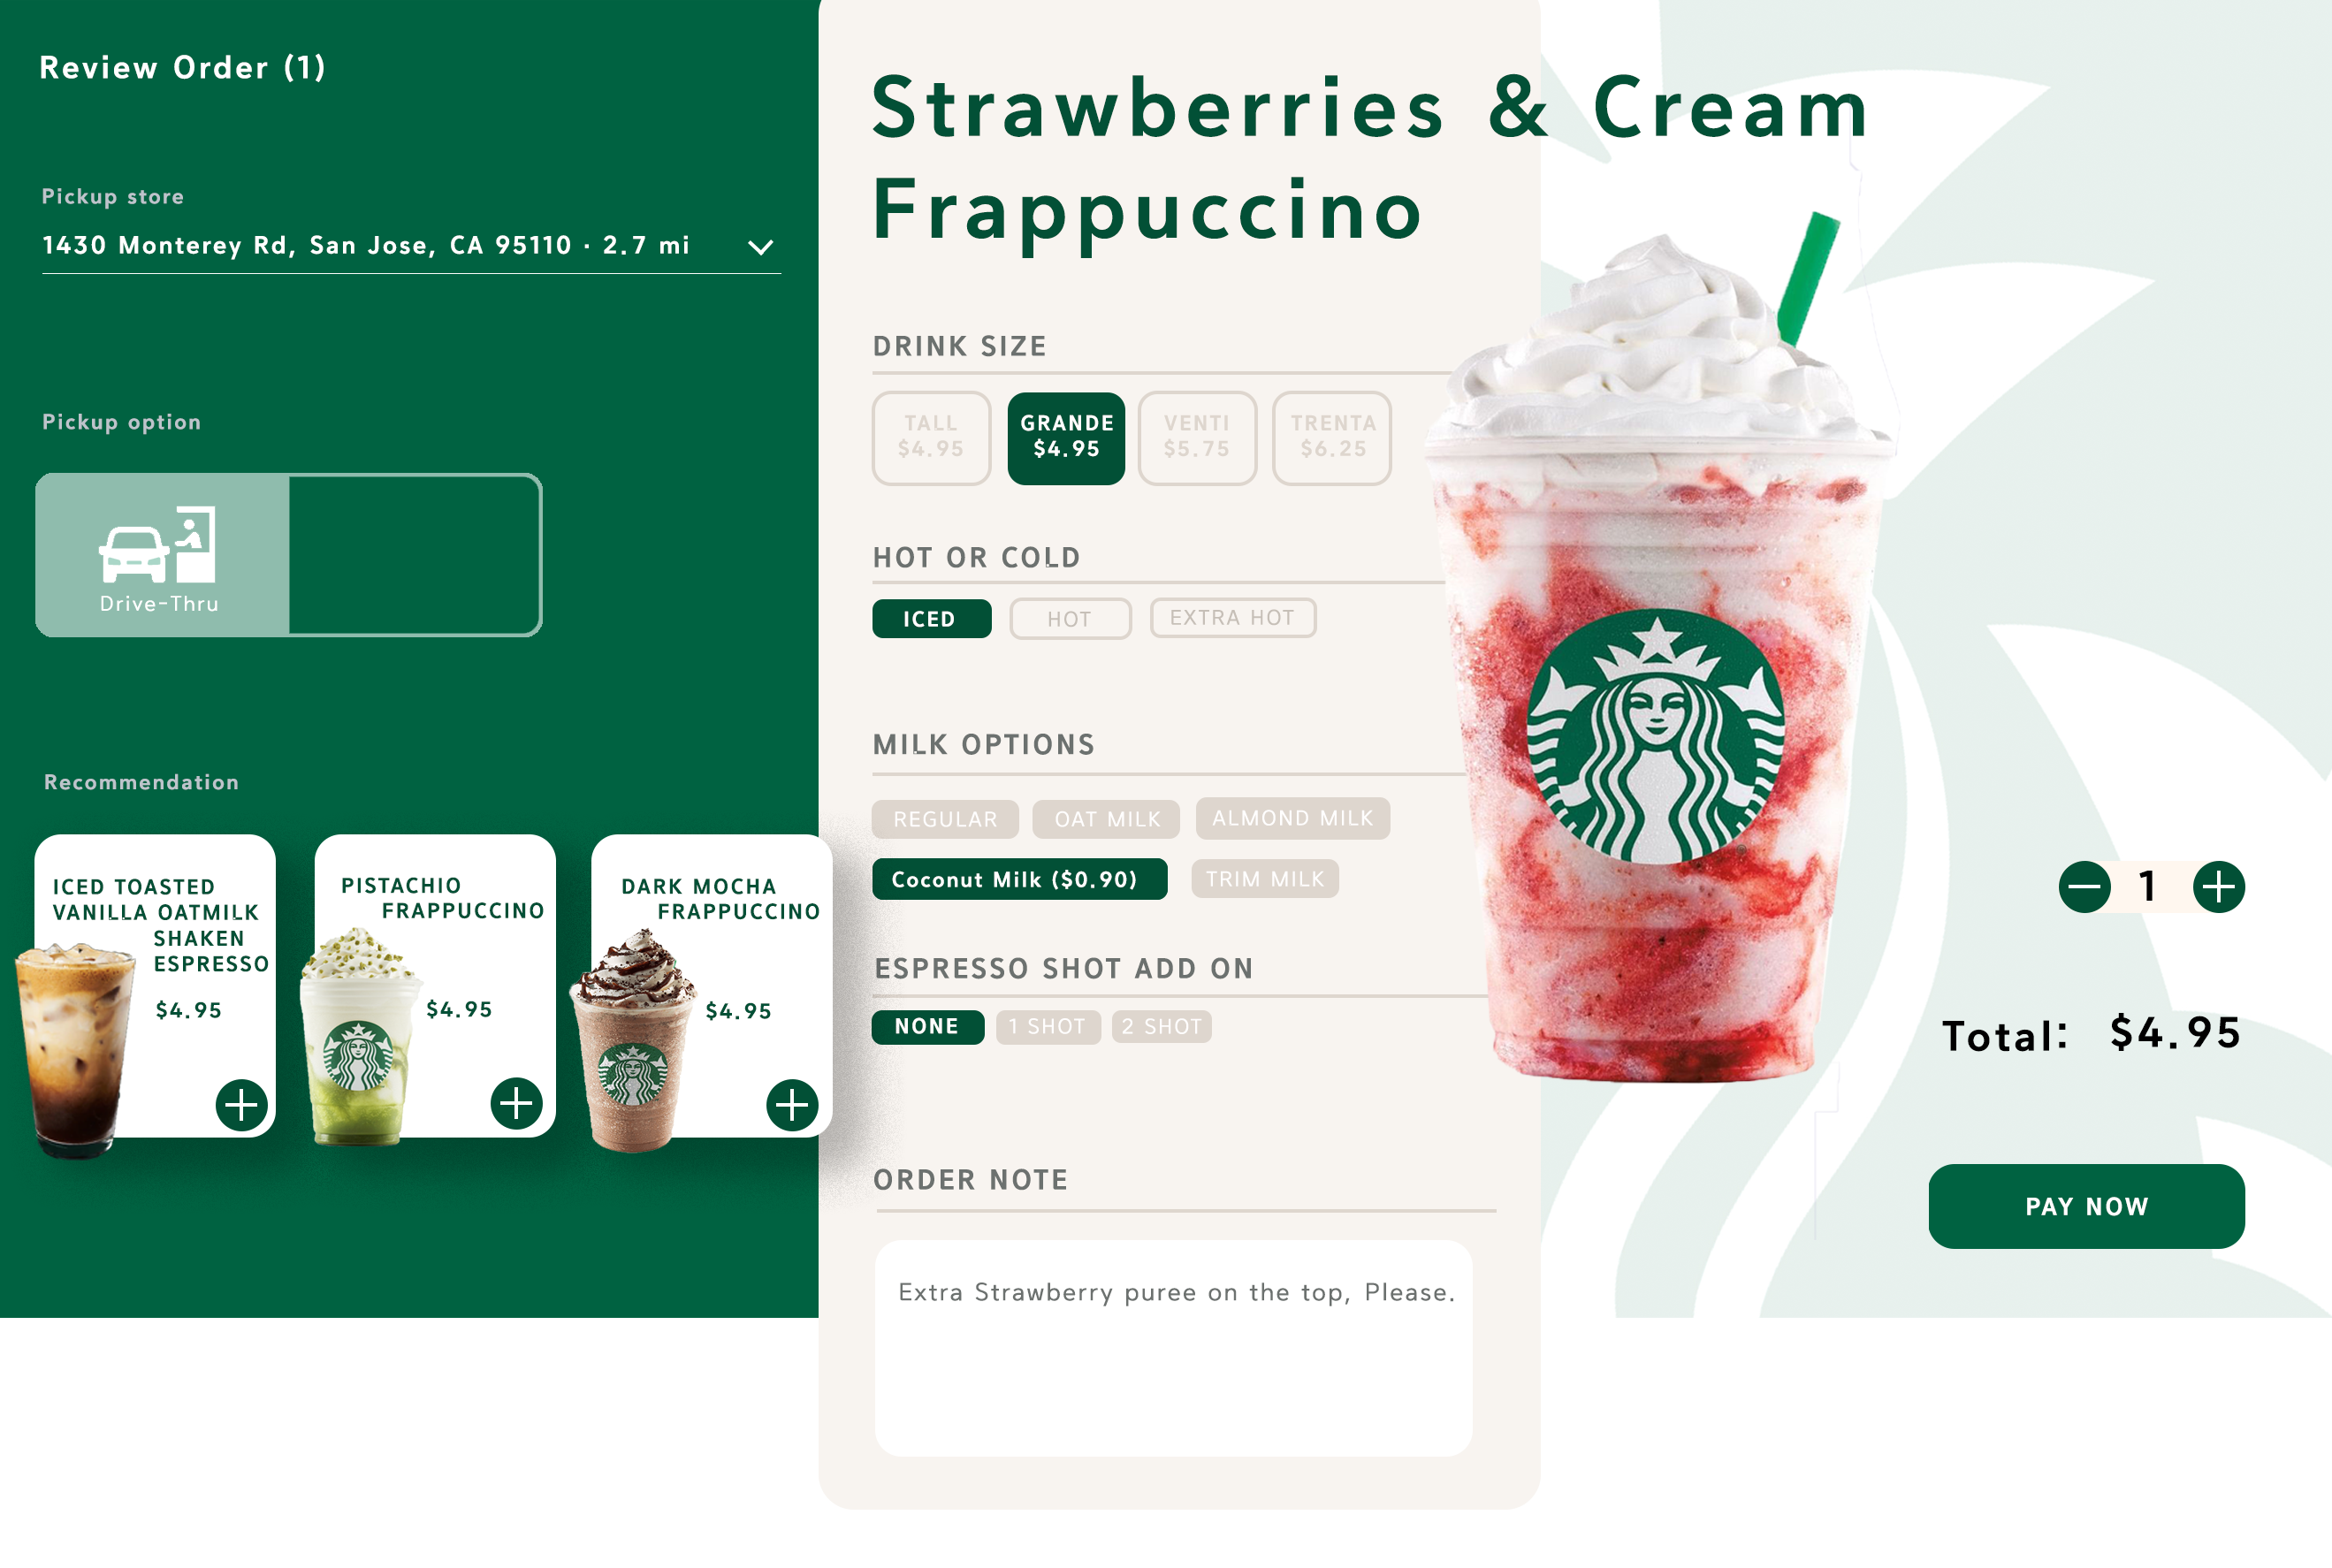 Review Order (1)
Pickup store
1430 Monterey Rd, San Jose, CA 95110 · 2.7 mi
Pickup option
Drive-Thru
Recommendation
ICED TOASTED
VANILLA OATMILK
SHAKEN
ESPRESSO
$4.95
PISTACHIO
FRAPPUCCINO
$4.95
DARK MOCHA
FRAPPUCCINO
$4.95
Strawberries & Cream
Frappuccino
DRINK SIZE
TALL
$4.95
GRANDE
$4.95
VENTI
$5.75
TRENTA
$6.25
HOT OR COLD
ICED
HOT
EXTRA HOT
MILK OPTIONS
REGULAR
OAT MILK
ALMOND MILK
Coconut Milk ($0.90)
TRIM MILK
ESPRESSO SHOT ADD ON
NONE
1 SHOT
2 SHOT
ORDER NOTE
Extra Strawberry puree on the top, Please.
1
Total: $4.95
PAY NOW